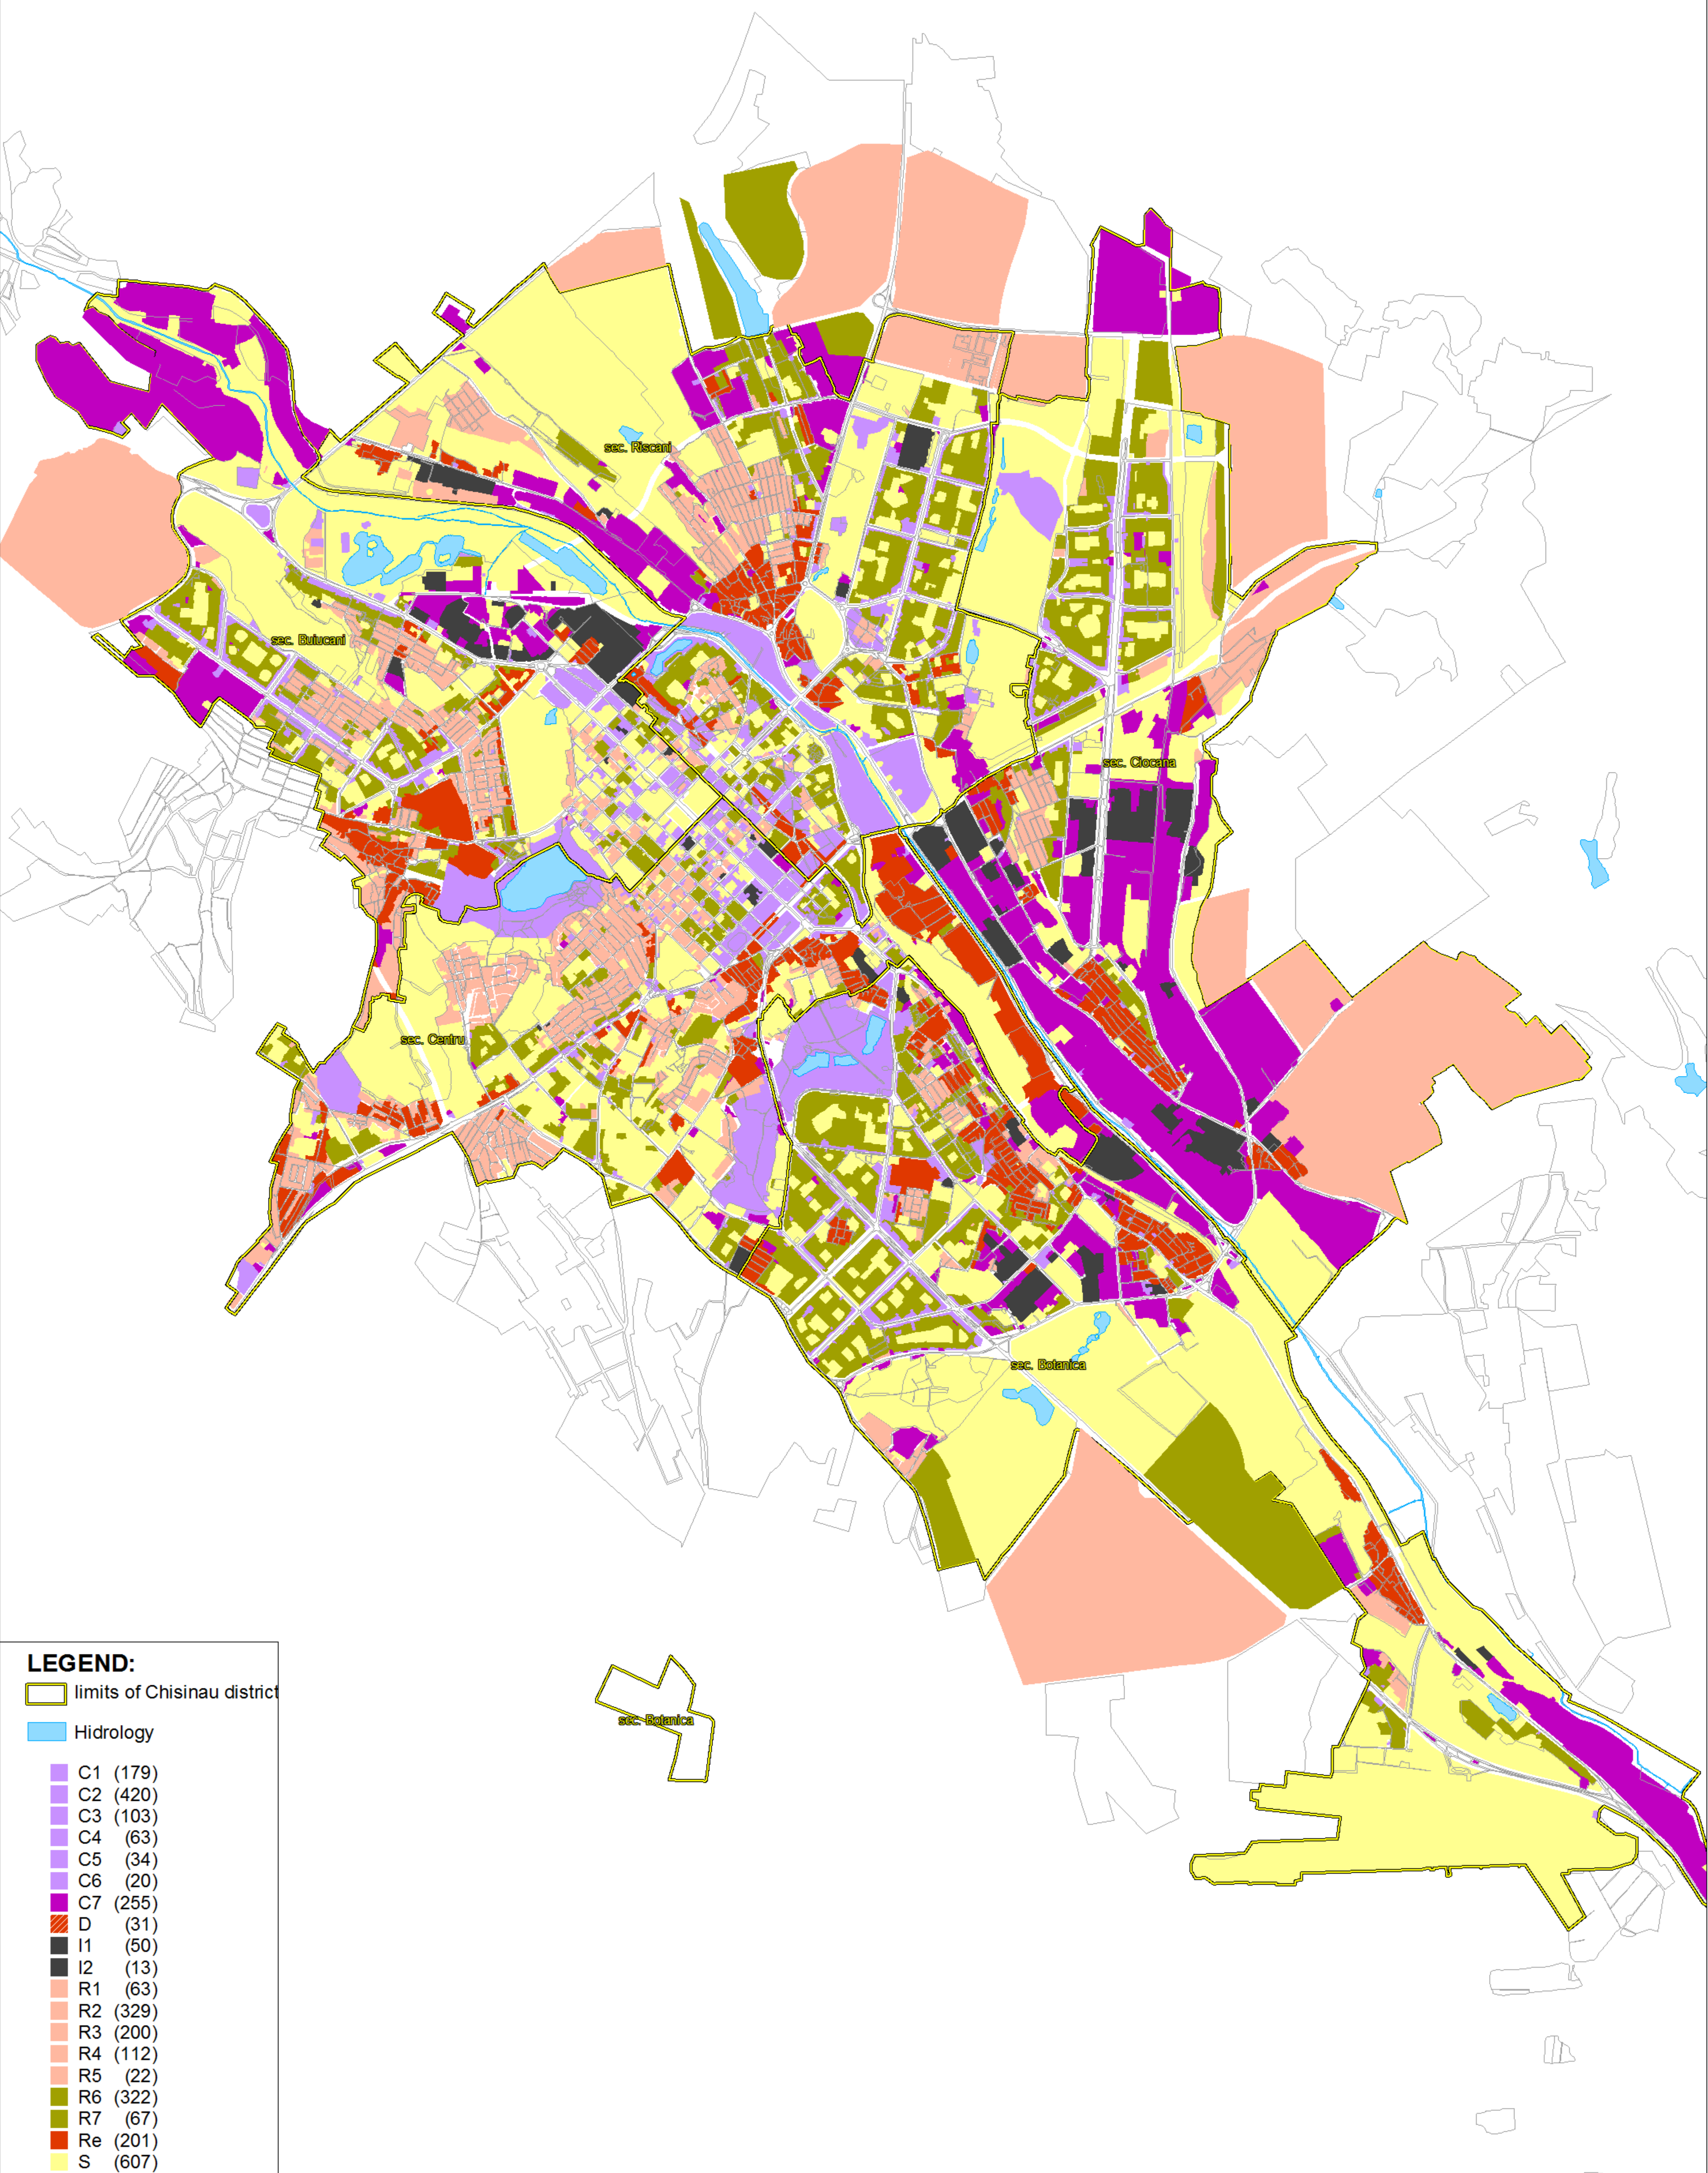 sec. Riscani
sec. Buiucani
sec. Ciocana
sec. Centru
sec. Botanica
sec. Botanica
LEGEND:
limits of Chisinau district
Hidrology
C1 (179)
C2 (420)
C3 (103)
C4 (63)
C5 (34)
C6 (20)
C7 (255)
D (31)
I1 (50)
I2 (13)
R1 (63)
R2 (329)
R3 (200)
R4 (112)
R5 (22)
R6 (322)
R7 (67)
Re (201)
S (607)